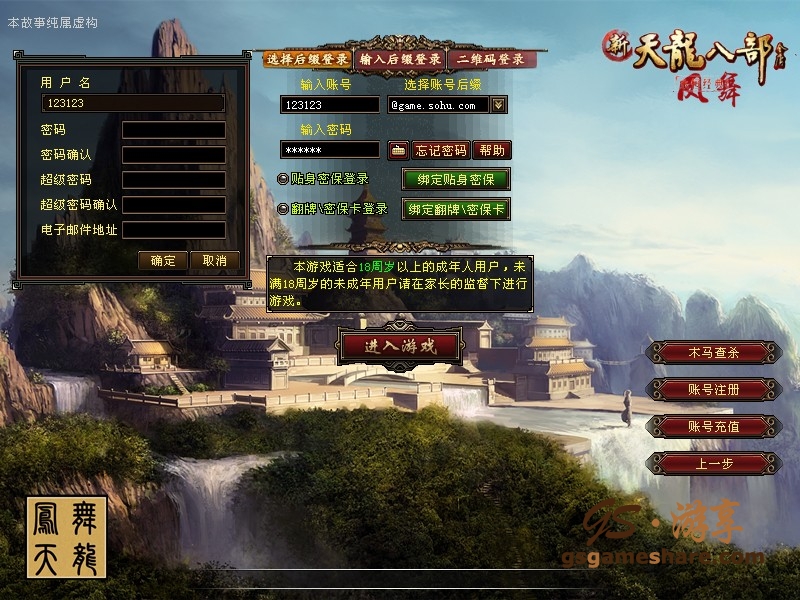 本故事纯属虚构
用 户 名
123123
密码
密码确认
超级密码
超级密码确认
电子邮件地址
确定 取消
选择后缀登录 输入后缀登录 二维码登录
输入账号 选择账号后缀
123123 @game.sohu.com
输入密码
****** 忘记密码 帮助
贴身密保登录 绑定贴身密保
翻牌\密保卡登录 绑定翻牌\密保卡
本游戏适合18周岁以上的成年人用户，未
满18周岁的未成年用户请在家长的监督下进行
游戏。
进入游戏
新天龍八部
凤舞
木马查杀
账号注册
账号充值
上一步
鳳舞
天龍
GS·游享
gsgameshare.com